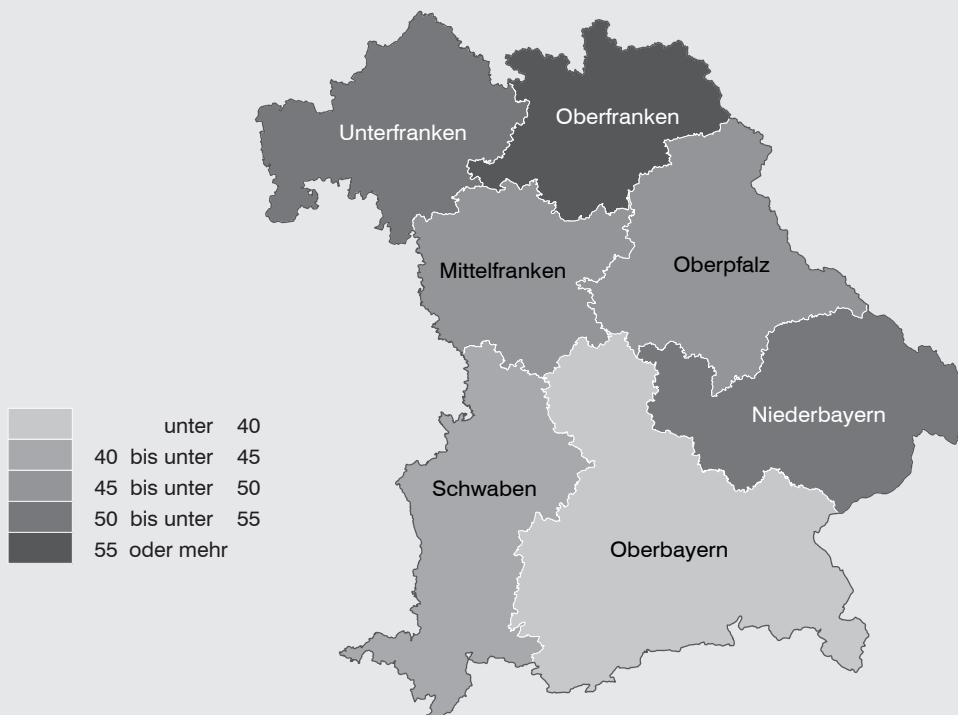 Oberfranken
Unterfranken
Oberpfalz
Mittelfranken
Niederbayern
unter 40
40 bis unter 45
45 bis unter 50
50 bis unter 55
55 oder mehr
Schwaben
Oberbayern